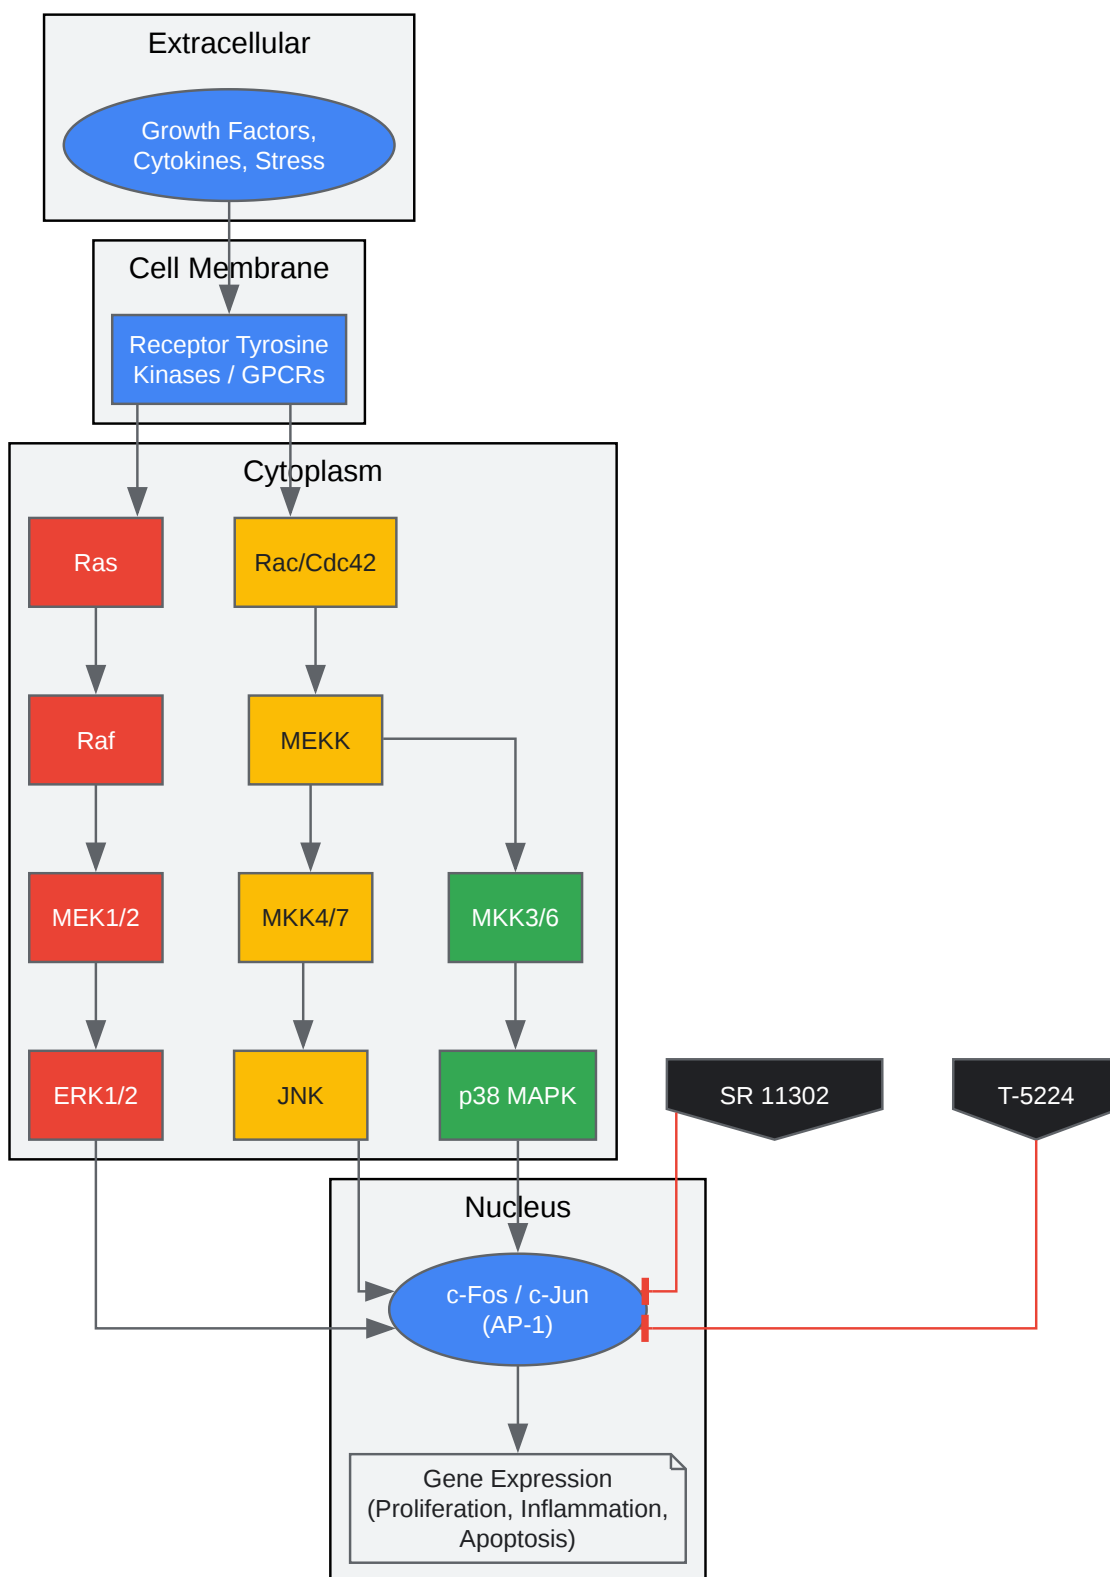 Extracellular
Growth Factors,
Cytokines, Stress
Cell Membrane
Receptor Tyrosine
Kinases / GPCRs
Cytoplasm
Ras
Rac/Cdc42
Raf
MEKK
MEK1/2
MKK4/7
MKK3/6
ERK1/2
JNK
p38 MAPK
SR 11302
T-5224
Nucleus
c-Fos / c-Jun
(AP-1)
Gene Expression
(Proliferation, Inflammation,
Apoptosis)